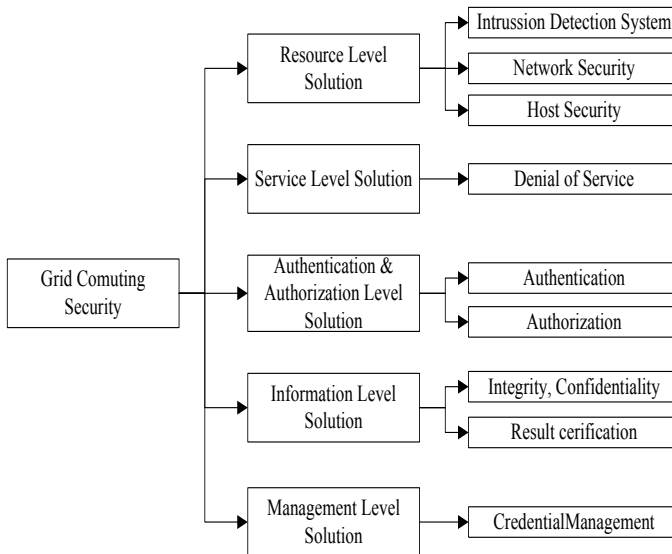 Intrussion Detection System
Resource Level
Solution
Network Security
Host Security
Service Level Solution
Denial of Service
Grid Comuting
Security
Authentication &
Authorization Level
Solution
Authentication
Authorization
Information Level
Solution
Integrity, Confidentiality
Result cerification
Management Level
Solution
CredentialManagement